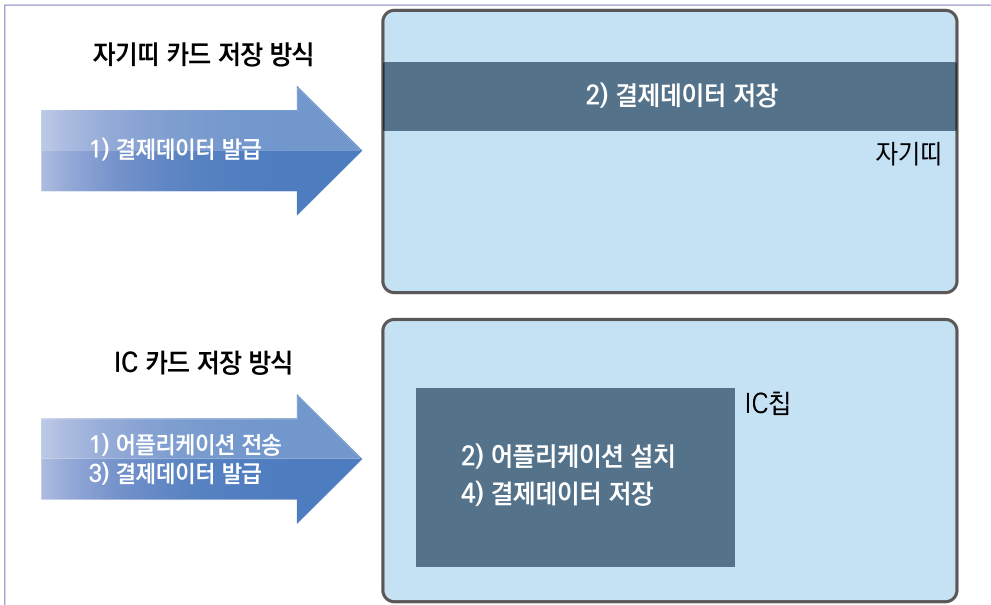 자기띠 카드 저장 방식
1) 결제데이터 발급
2) 결제데이터 저장
자기띠
IC 카드 저장 방식
1) 어플리케이션 전송
3) 결제데이터 발급
IC칩
2) 어플리케이션 설치
4) 결제데이터 저장